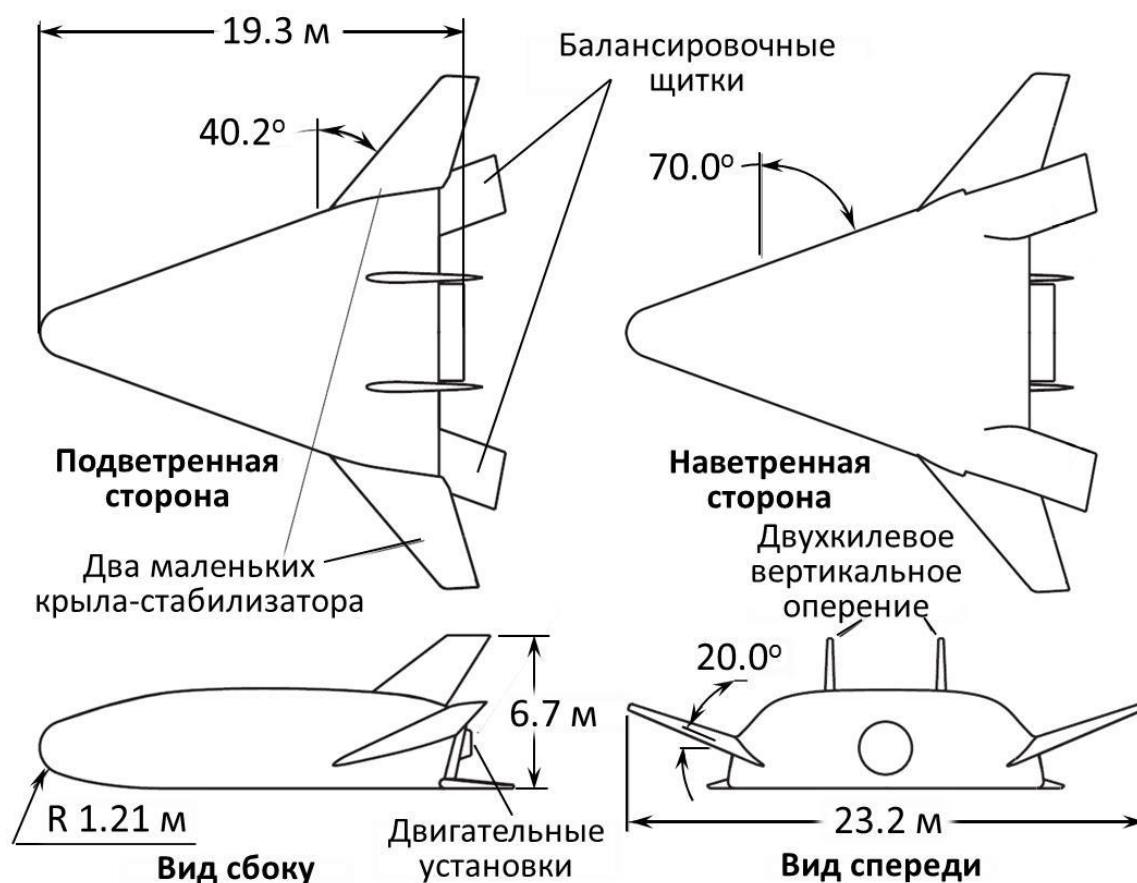 19.3 м
Балансировочные
щитки
40.2°
70.0°
Подветренная
сторона
Наветренная
сторона
Два маленьких
крыла-стабилизатора
Двухкилевое
вертикальное
оперение
20.0°
6.7 м
R 1.21 м
Двигательные
установки
23.2 м
Вид сбоку
Вид спереди